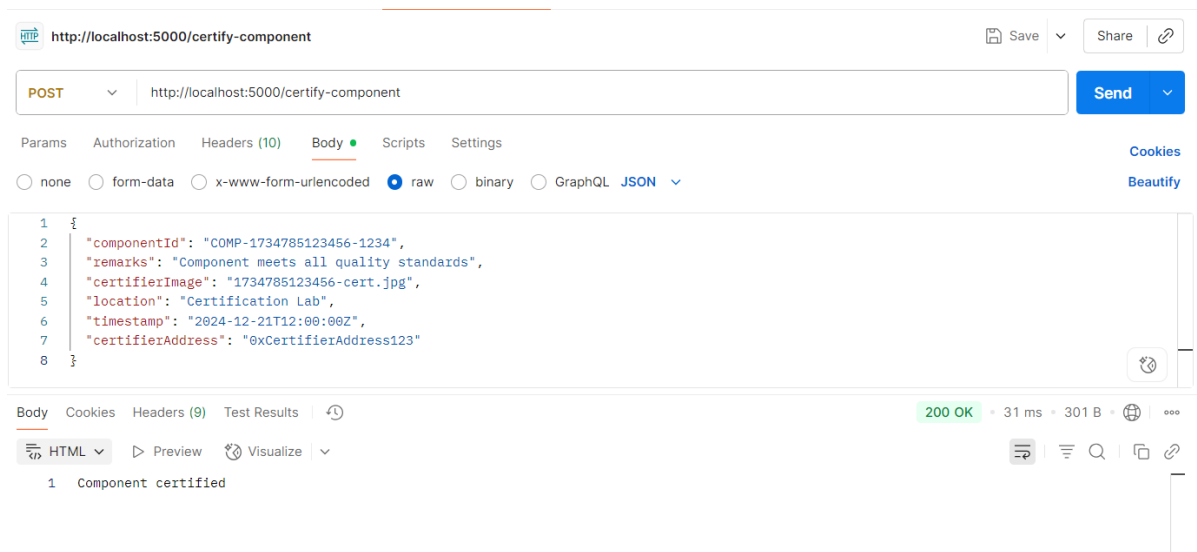 HTTP http://localhost:5000/certify-component Save Share
POST http://localhost:5000/certify-component Send
Params Authorization Headers (10) Body Scripts Settings Cookies
none form-data x-www-form-urlencoded raw binary GraphQL JSON Beautify
1 {
2 "componentId": "COMP-1734785123456-1234",
3 "remarks": "Component meets all quality standards",
4 "certifierImage": "1734785123456-cert.jpg",
5 "location": "Certification Lab",
6 "timestamp": "2024-12-21T12:00:00Z",
7 "certifierAddress": "0xCertifierAddress123"
8 }
Body Cookies Headers (9) Test Results 200 OK • 31 ms • 301 B •
HTML Preview Visualize
1 Component certified